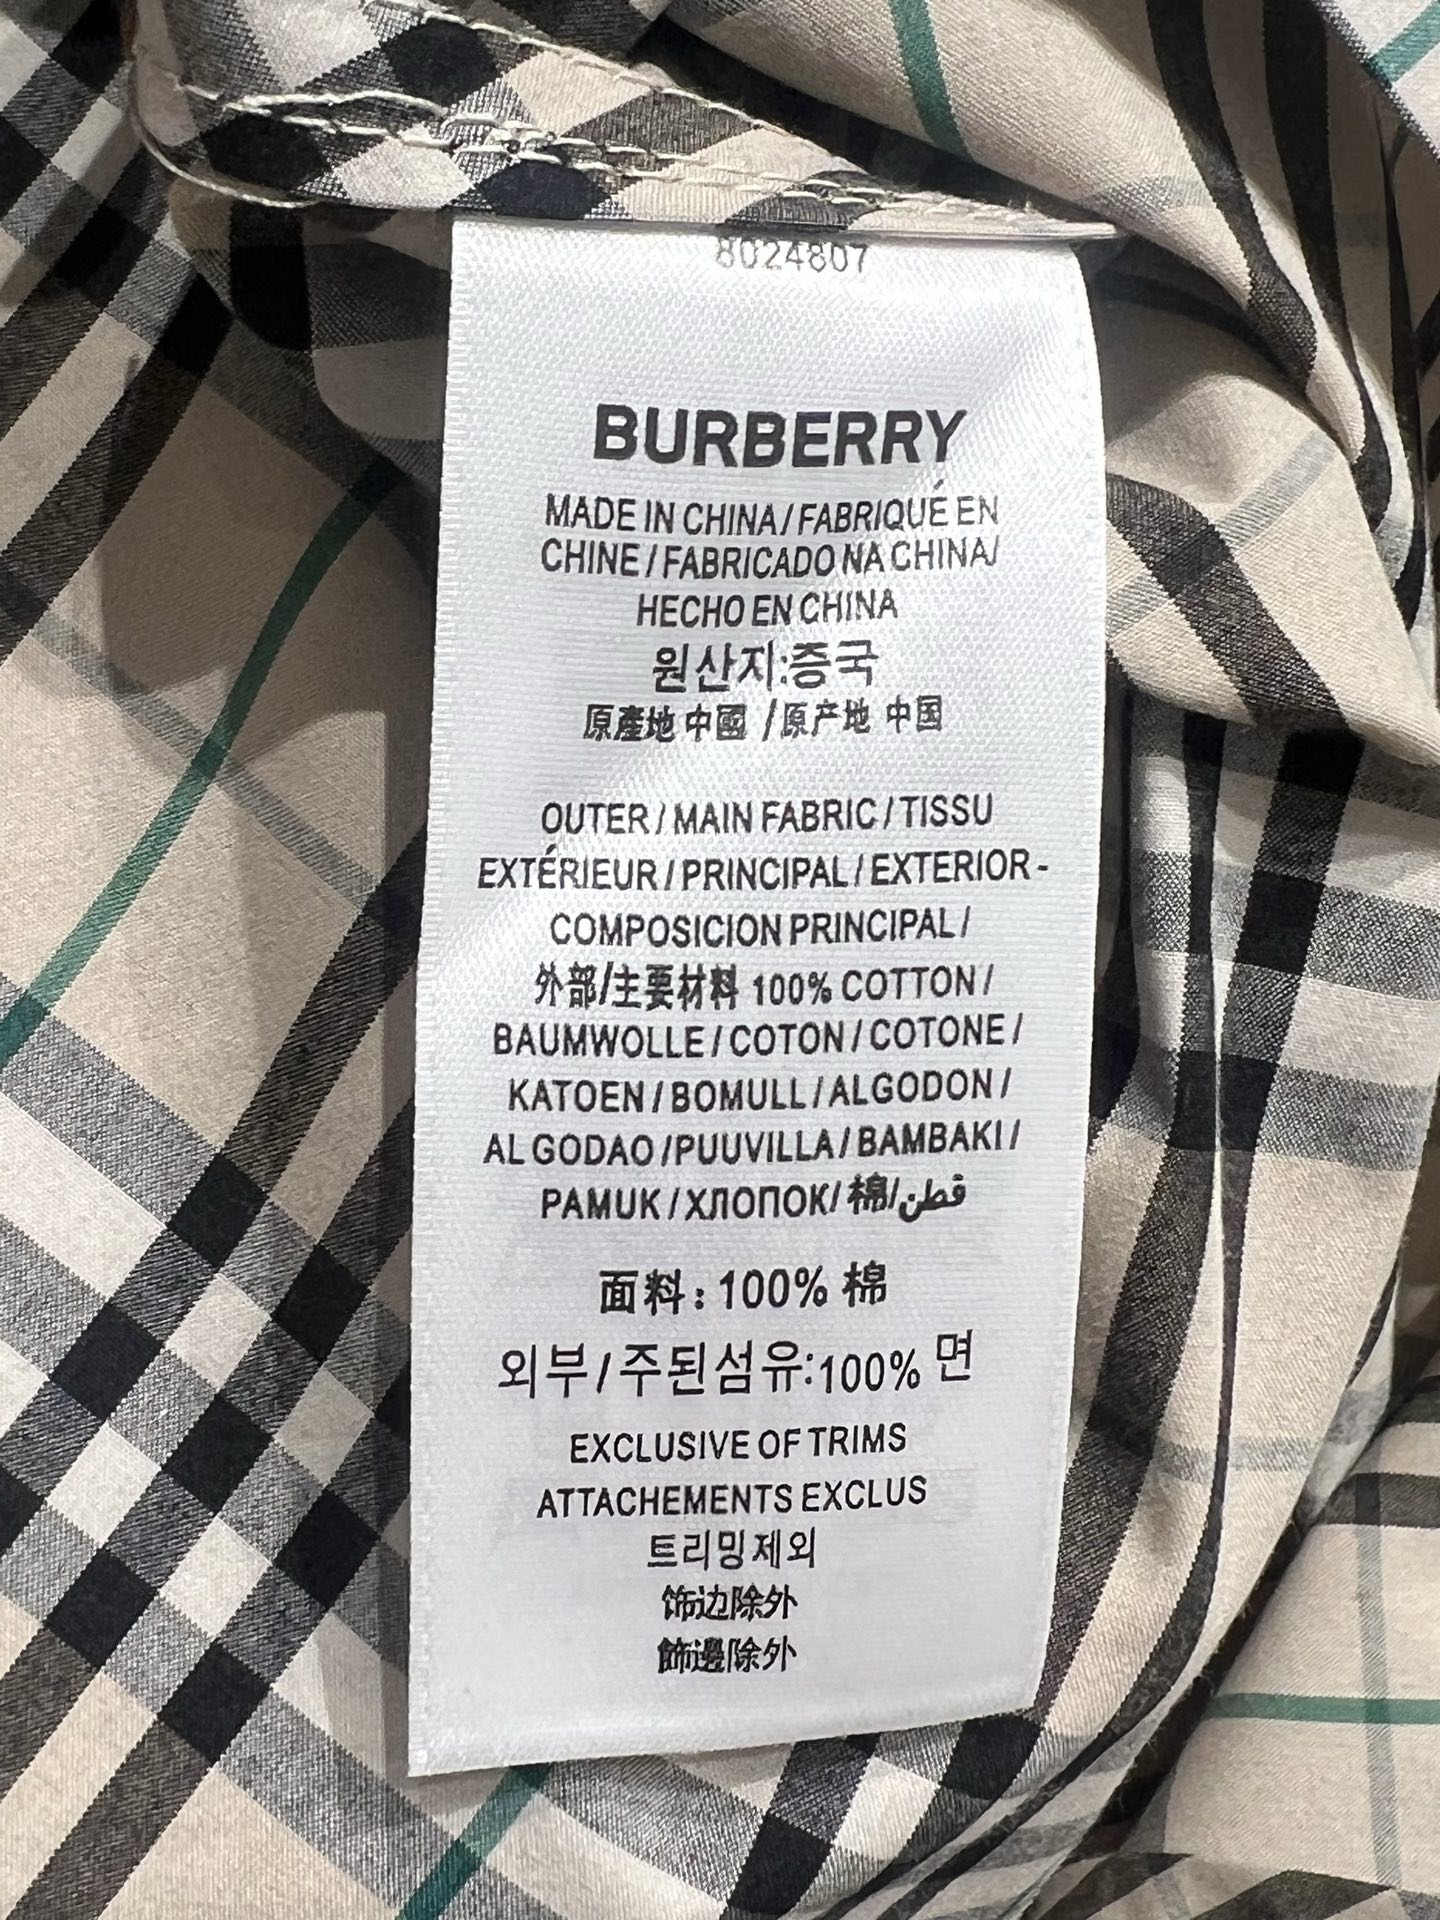 8024807
BURBERRY
MADE IN CHINA/FABRIQUÉ EN
CHINE/FABRICADO NA CHINA/
HECHO EN CHINA
원산지:중국
原產地 中國 /原产地 中国
OUTER/MAIN FABRIC/TISSU
EXTÉRIEUR/PRINCIPAL/EXTERIOR-
COMPOSICION PRINCIPAL/
外部/主要材料 100% COTTON/
BAUMWOLLE/COTON/COTONE/
KATOEN/BOMULL/ALGODON/
ALGODAO/PUUVILLA/BAMBAKI/
PAMUK/ХЛОПОК/棉/قطن
面料: 100% 棉
외부/주된섬유:100% 면
EXCLUSIVE OF TRIMS
ATTACHEMENTS EXCLUS
트리밍제외
饰边除外
飾邊除外